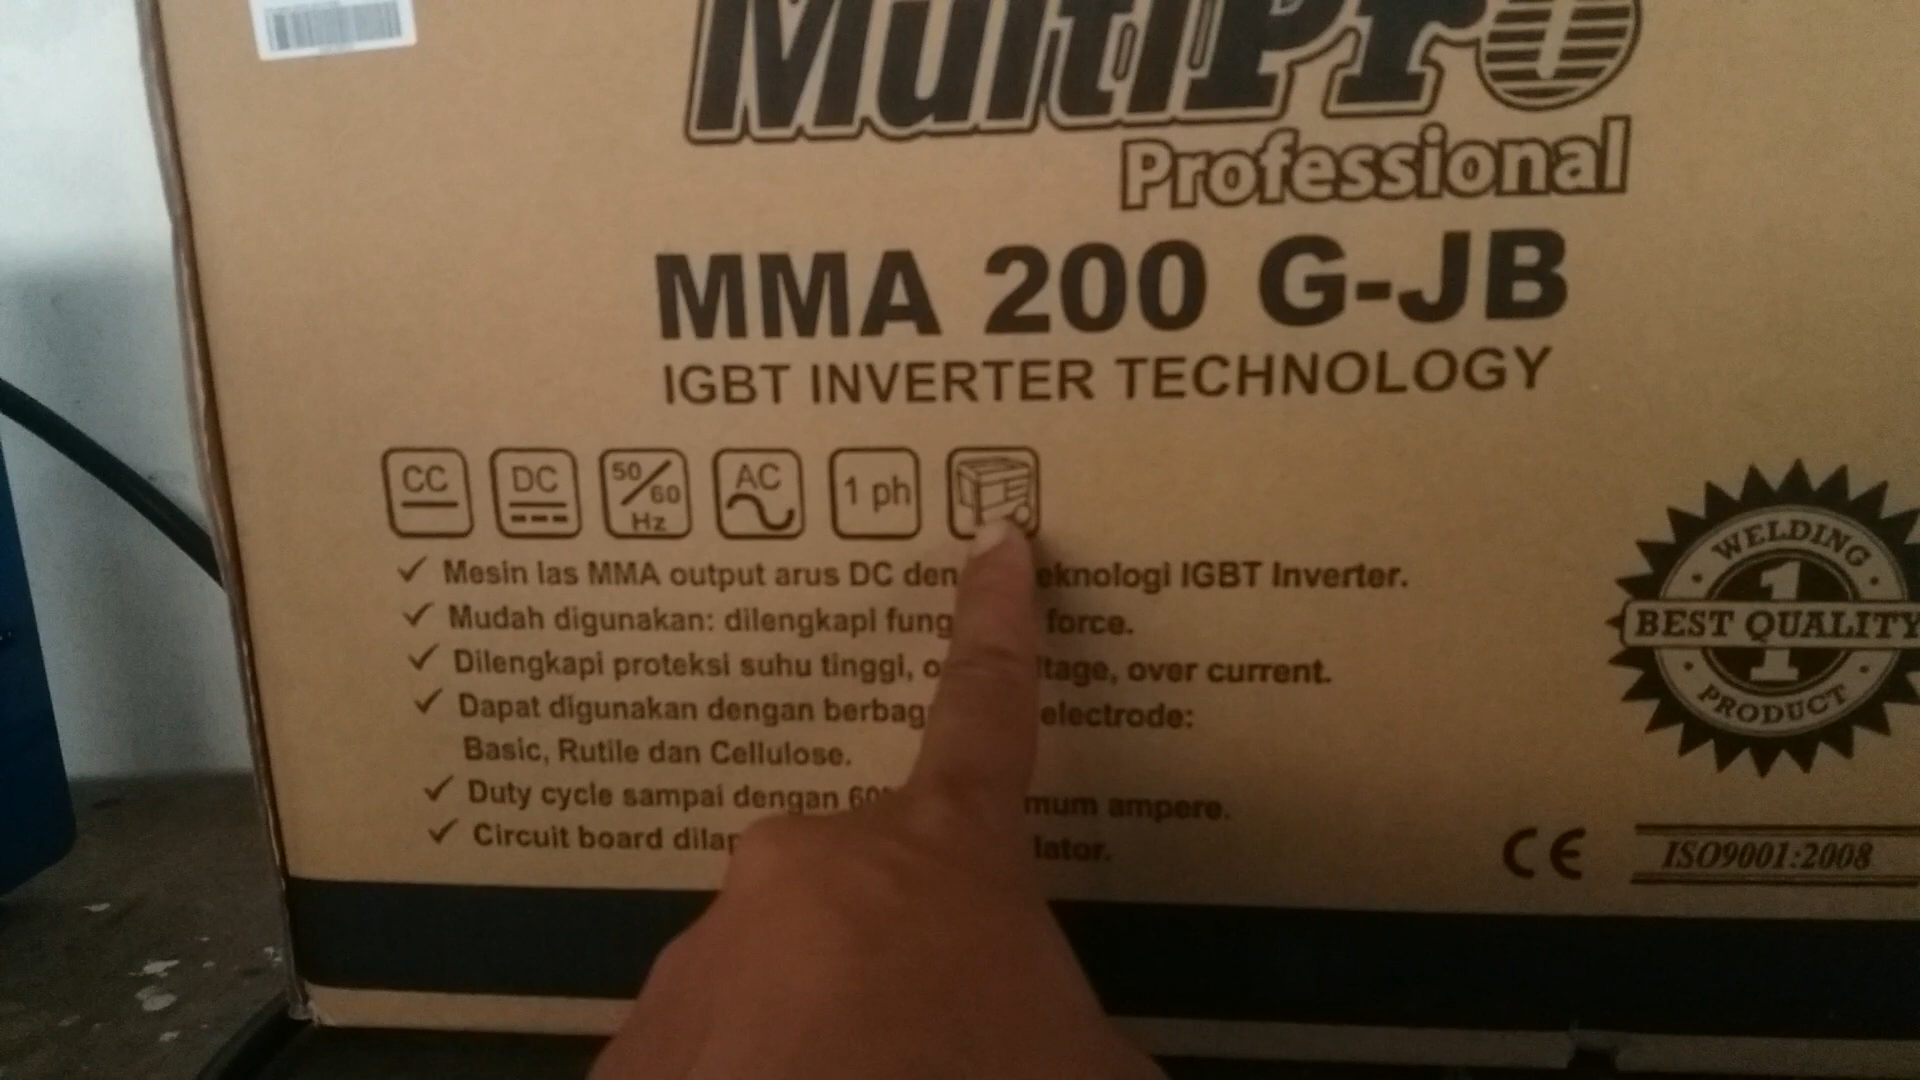 MultiPro
Professional
MMA 200 G-JB
IGBT INVERTER TECHNOLOGY
CC DC 50/60 Hz AC 1 ph
✓ Mesin las MMA output arus DC den eknologi IGBT Inverter.
✓ Mudah digunakan: dilengkapi fung force.
✓ Dilengkapi proteksi suhu tinggi, o ltage, over current.
✓ Dapat digunakan dengan berbag electrode:
Basic, Rutile dan Cellulose.
✓ Duty cycle sampai dengan 60% mum ampere.
✓ Circuit board dilap lator.
WELDING
1
BEST QUALITY
PRODUCT
CE
ISO9001:2008